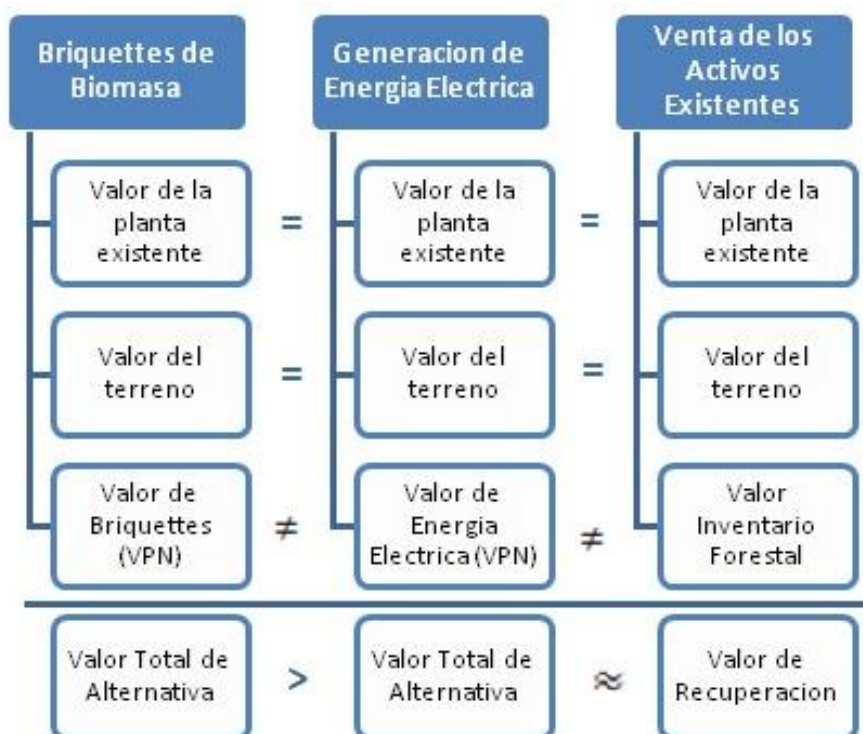 Briquettes de
Biomasa
Generacion de
Energia Electrica
Venta de los
Activos
Existentes
Valor de la
planta
existente
=
Valor de la
planta
existente
=
Valor de la
planta
existente
Valor del
terreno
=
Valor del
terreno
=
Valor del
terreno
Valor de
Briquettes
(VPN)
≠
Valor de
Energia
Electrica (VPN)
≠
Valor
Inventario
Forestal
Valor Total de
Alternativa
>
Valor Total de
Alternativa
≈
Valor de
Recuperacion